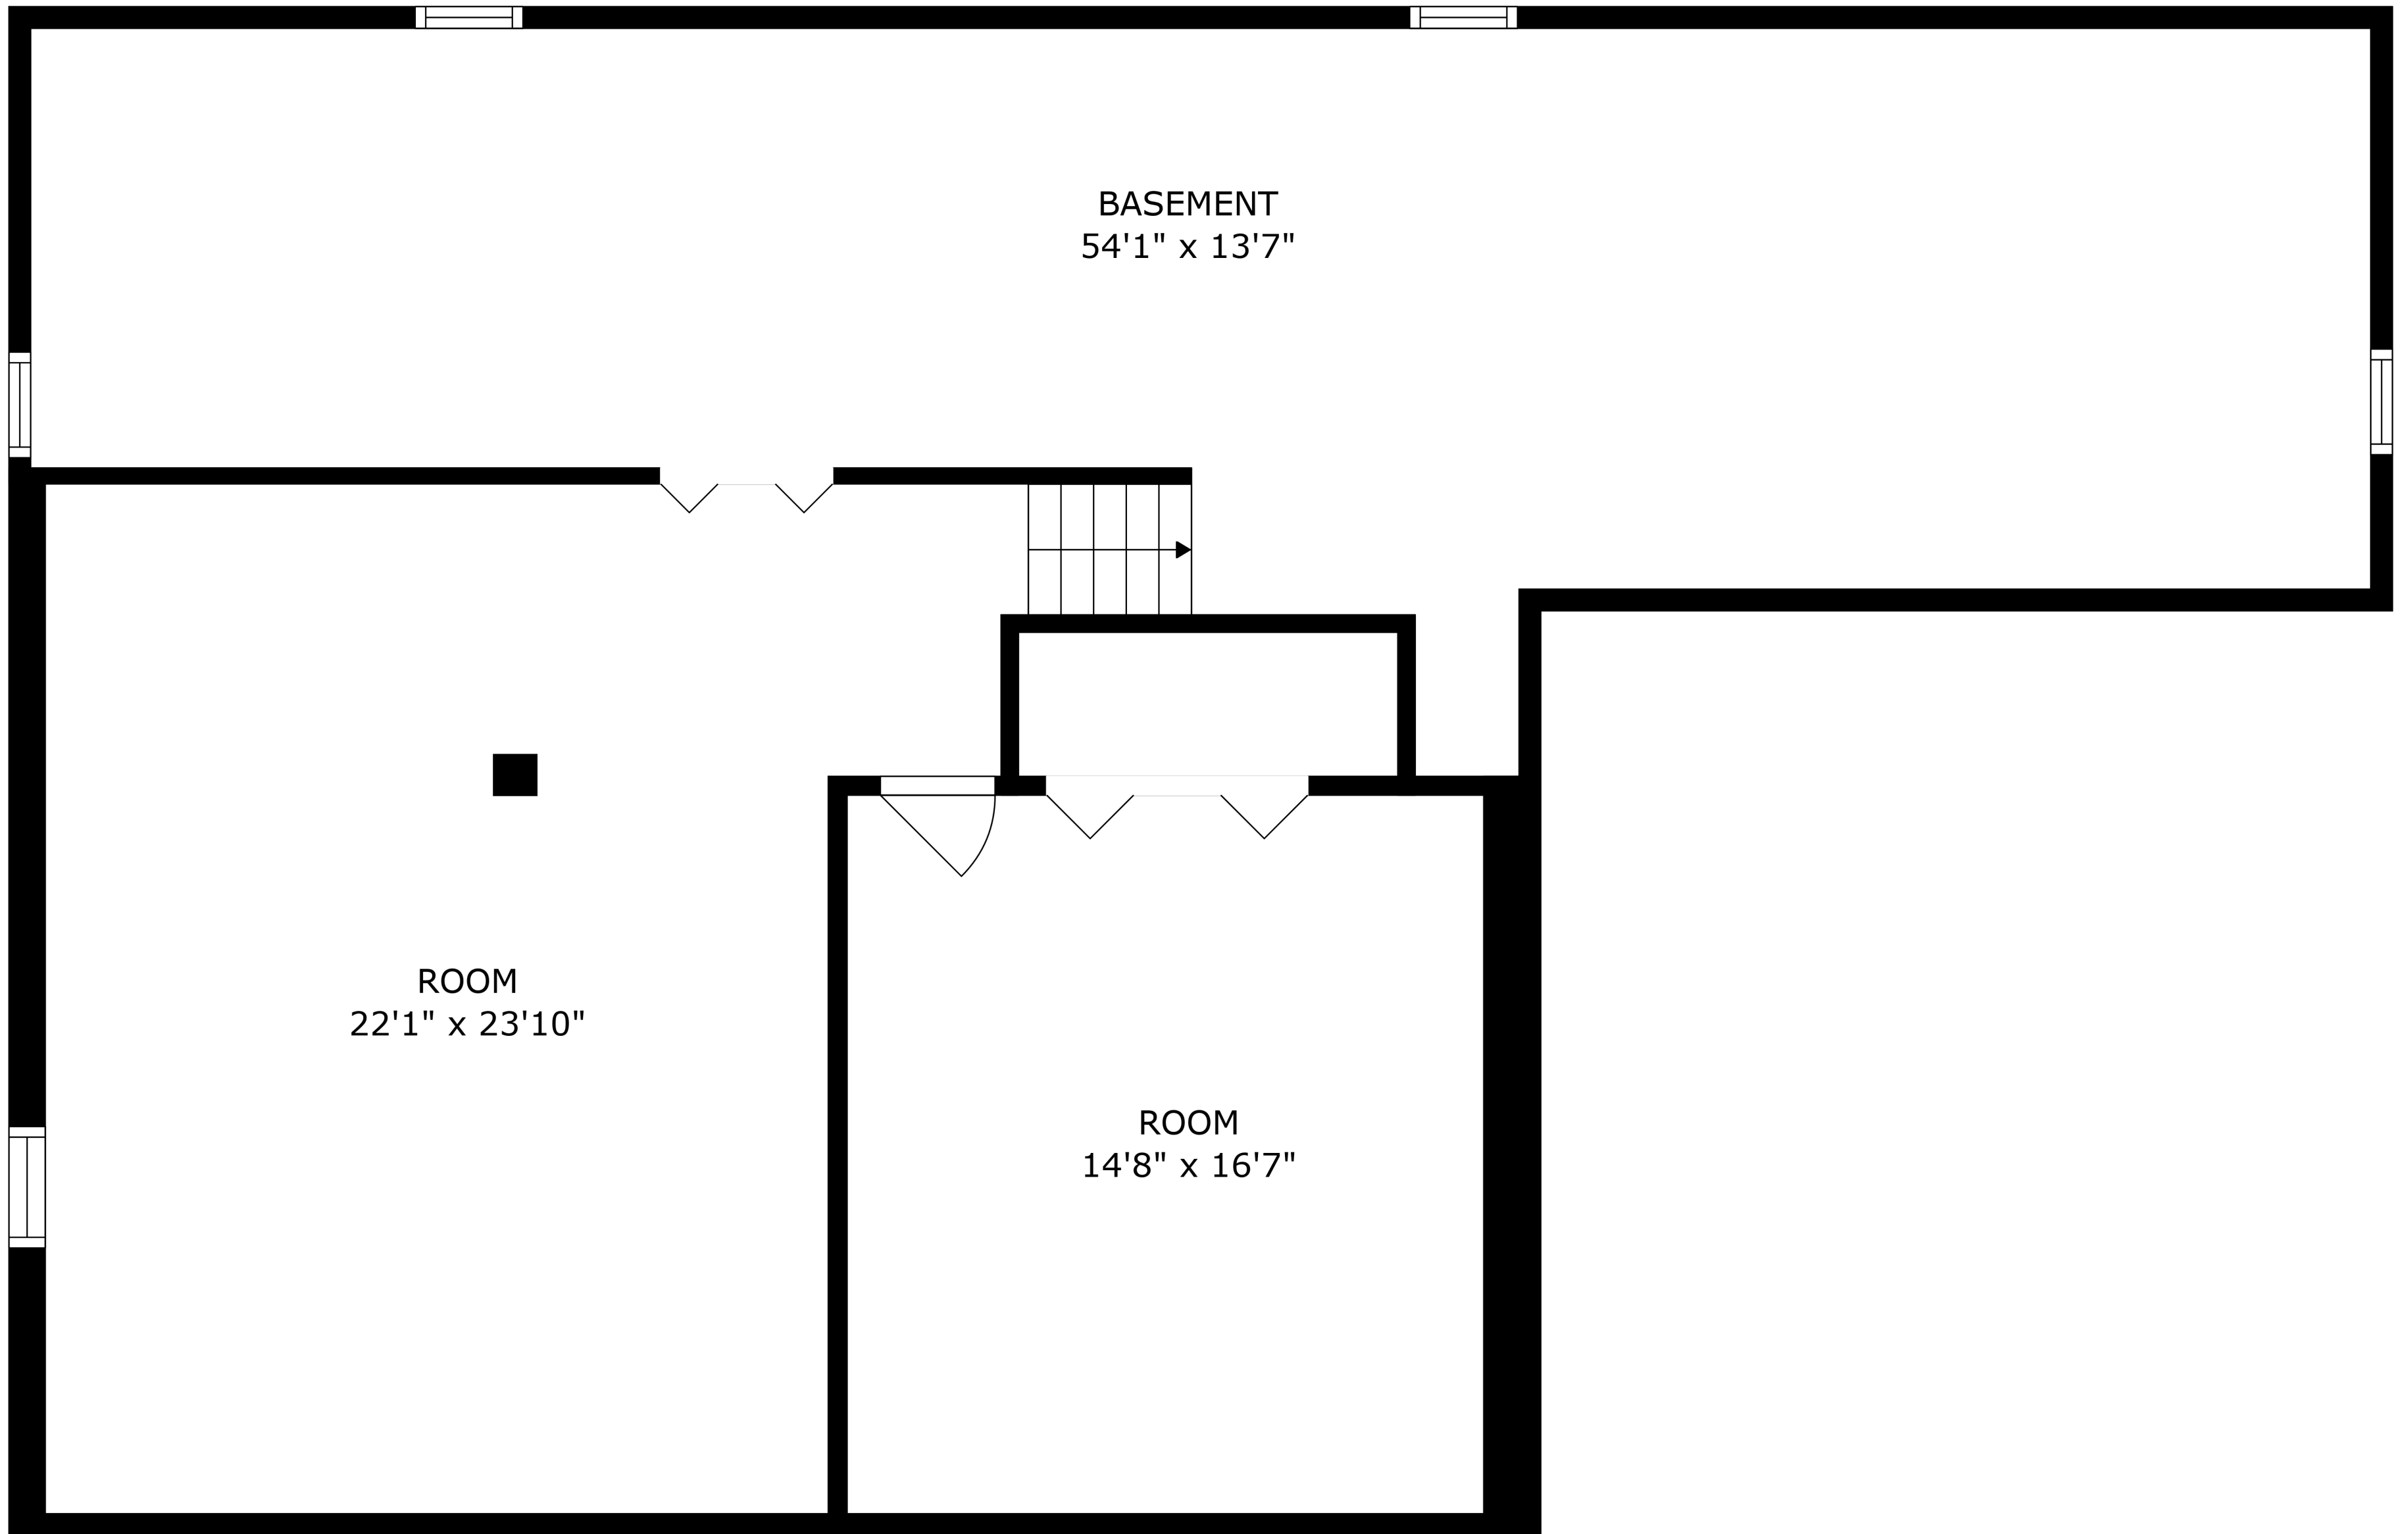 BASEMENT
54'1" x 13'7"
ROOM
22'1" x 23'10"
ROOM
14'8" x 16'7"